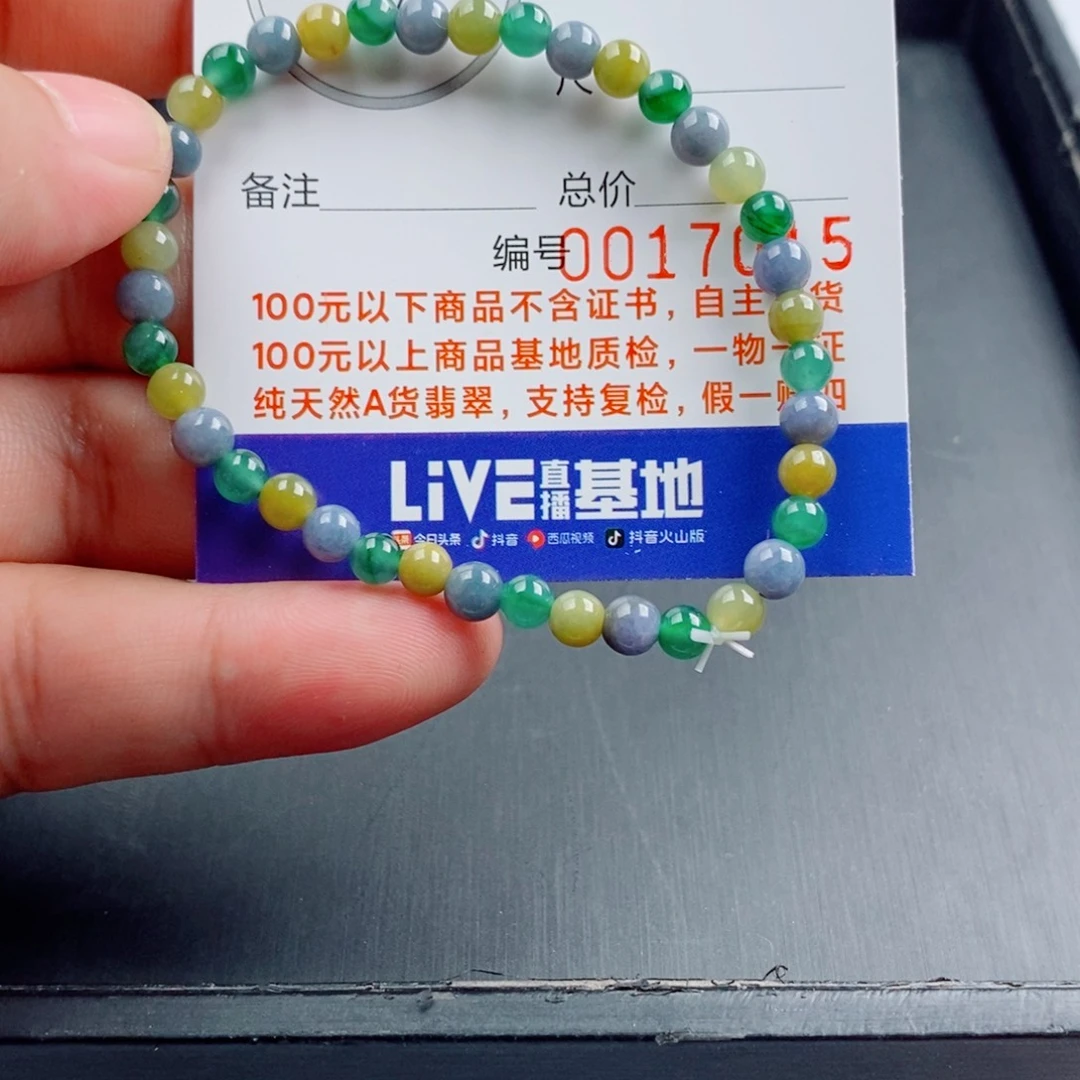 备注 总价
编号0017 15
100元以下商品不含证书，自主 货
100元以上商品基地质检，一物一证
纯天然A货翡翠，支持复检，假一赔四
LiVE直播基地
今日头条 抖音 西瓜视频 抖音火山版